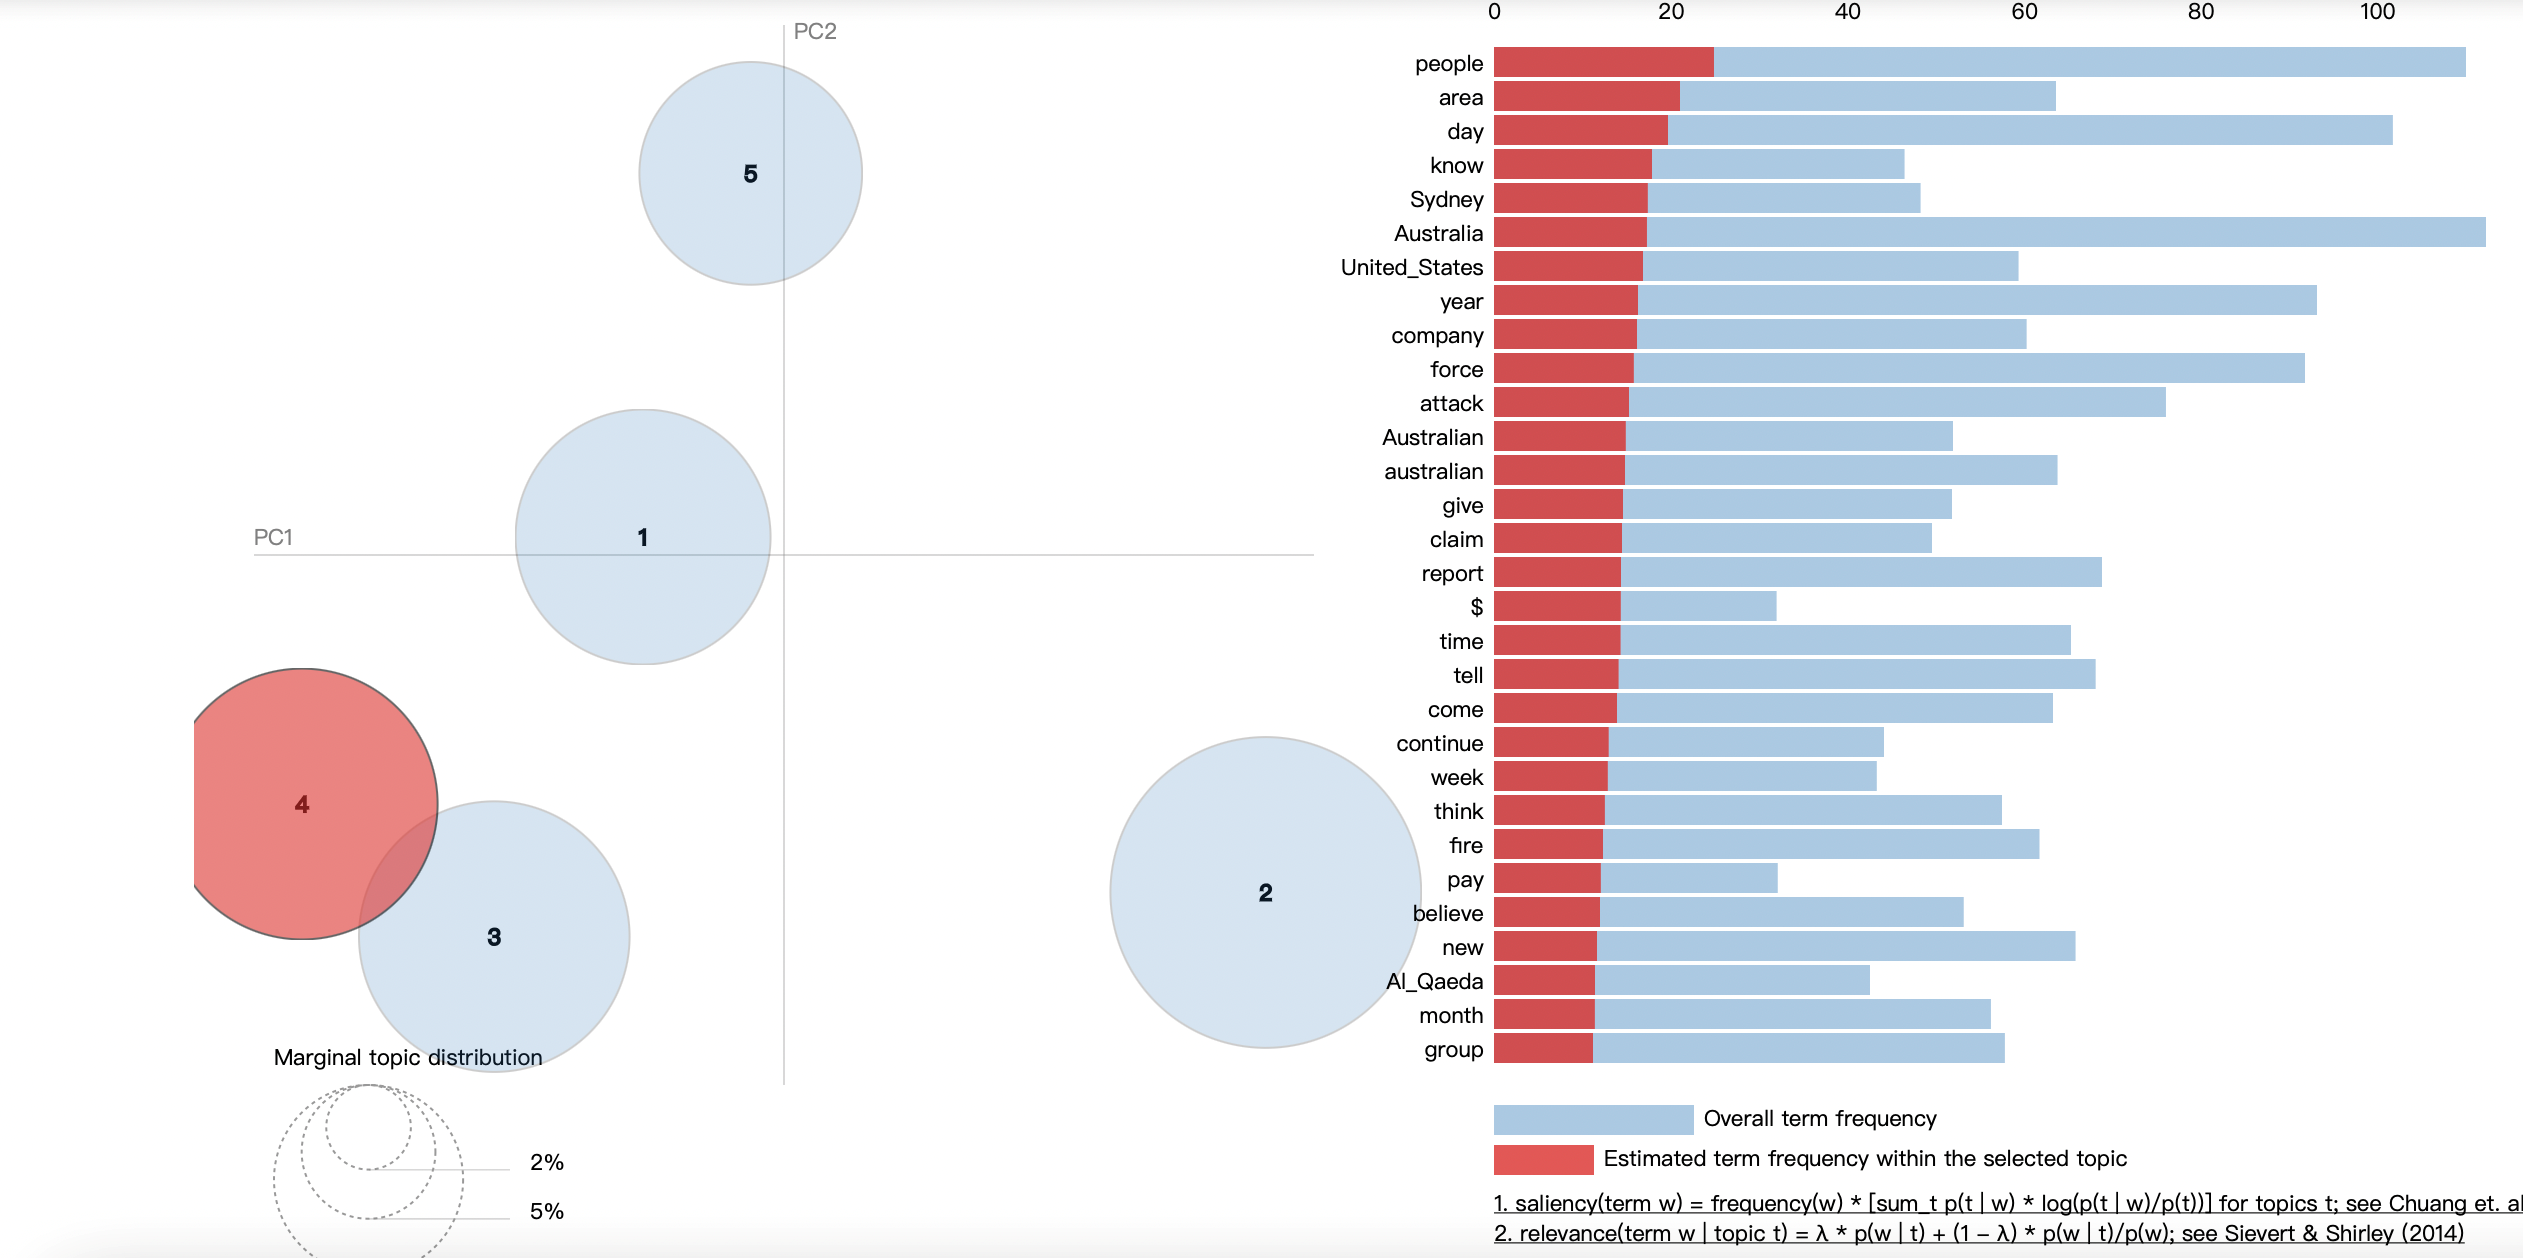 PC2
5
1
PC1
4
3
2
Marginal topic distribution
2%
5%
0 20 40 60 80 100
people
area
day
know
Sydney
Australia
United_States
year
company
force
attack
Australian
australian
give
claim
report
$
time
tell
come
continue
week
think
fire
pay
believe
new
Al_Qaeda
month
group
Overall term frequency
Estimated term frequency within the selected topic
1. saliency(term w) = frequency(w) * [sum_t p(t | w) * log(p(t | w)/p(t))] for topics t; see Chuang et. al
2. relevance(term w | topic t) = λ * p(w | t) + (1 − λ) * p(w | t)/p(w); see Sievert & Shirley (2014)